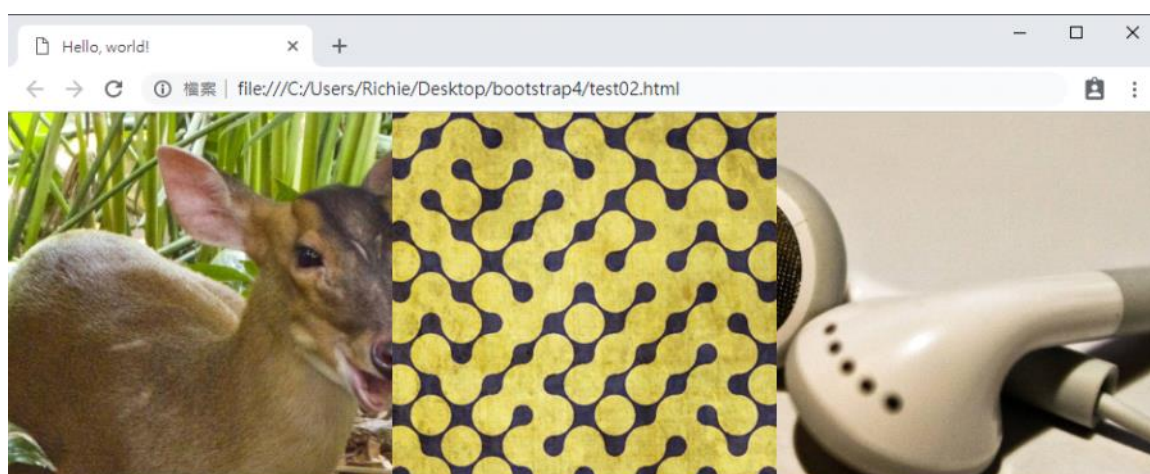 Hello, world!
檔案 file:///C:/Users/Richie/Desktop/bootstrap4/test02.html